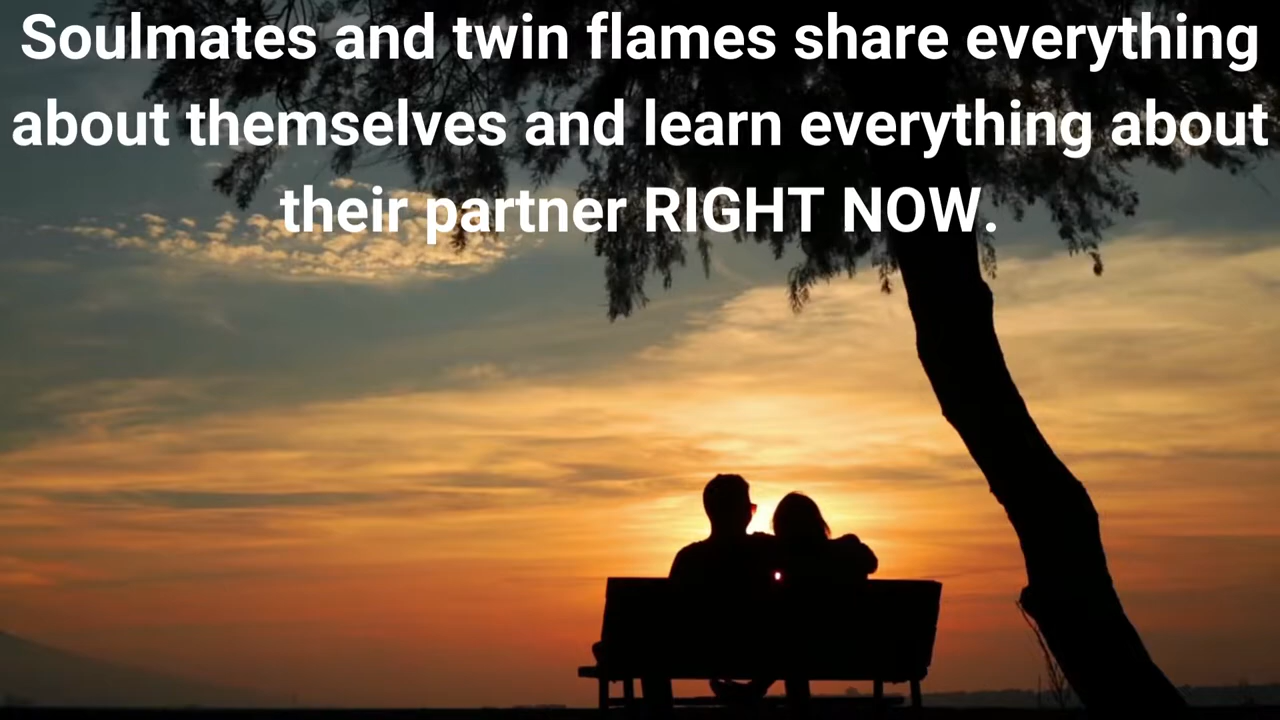 Soulmates and twin flames share everything
about themselves and learn everything about
their partner RIGHT NOW.